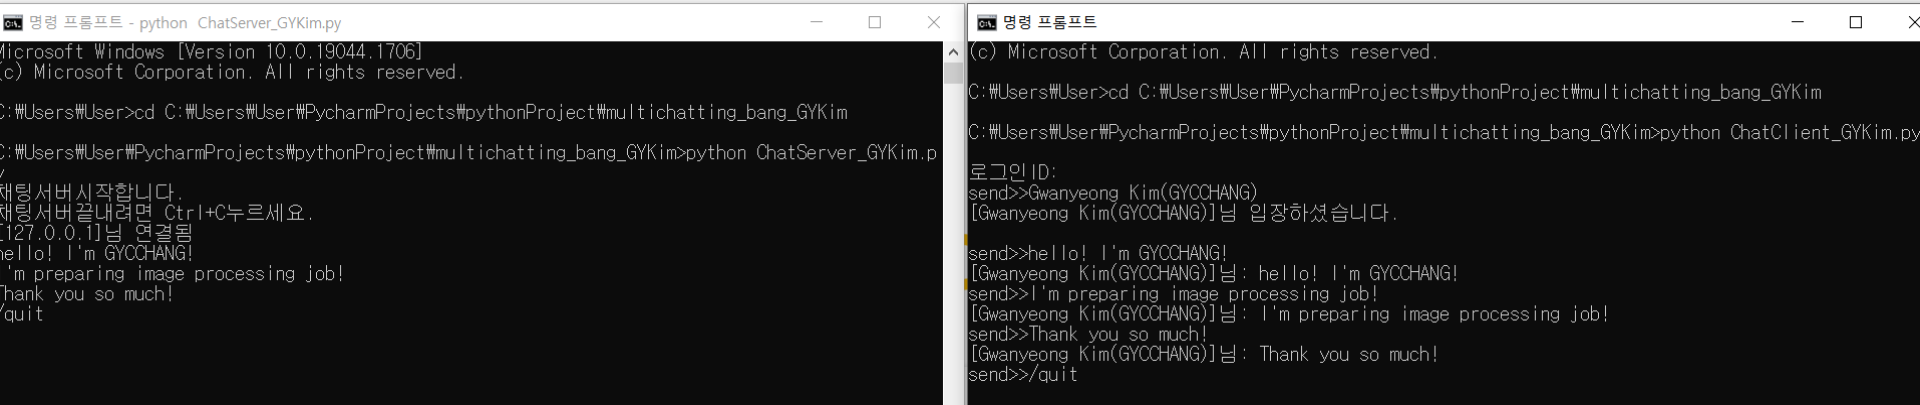 명령 프롬프트 - python ChatServer_GYKim.py
Microsoft Windows [Version 10.0.19044.1706]
(c) Microsoft Corporation. All rights reserved.
C:₩Users₩User>cd C:₩Users₩User₩PycharmProjects₩pythonProject₩multichatting_bang_GYKim
C:₩Users₩User₩PycharmProjects₩pythonProject₩multichatting_bang_GYKim>python ChatServer_GYKim.p
y
채팅서버시작합니다.
채팅서버끝내려면 Ctrl+C누르세요.
[127.0.0.1]님 연결됨
hello! I'm GYCCHANG!
I'm preparing image processing job!
Thank you so much!
/quit
명령 프롬프트
(c) Microsoft Corporation. All rights reserved.
C:₩Users₩User>cd C:₩Users₩User₩PycharmProjects₩pythonProject₩multichatting_bang_GYKim
C:₩Users₩User₩PycharmProjects₩pythonProject₩multichatting_bang_GYKim>python ChatClient_GYKim.py
로그인ID:
send>>Gwanyeong Kim(GYCCHANG)
[Gwanyeong Kim(GYCCHANG)]님 입장하셨습니다.
send>>hello! I'm GYCCHANG!
[Gwanyeong Kim(GYCCHANG)]님: hello! I'm GYCCHANG!
send>>I'm preparing image processing job!
[Gwanyeong Kim(GYCCHANG)]님: I'm preparing image processing job!
send>>Thank you so much!
[Gwanyeong Kim(GYCCHANG)]님: Thank you so much!
send>>/quit